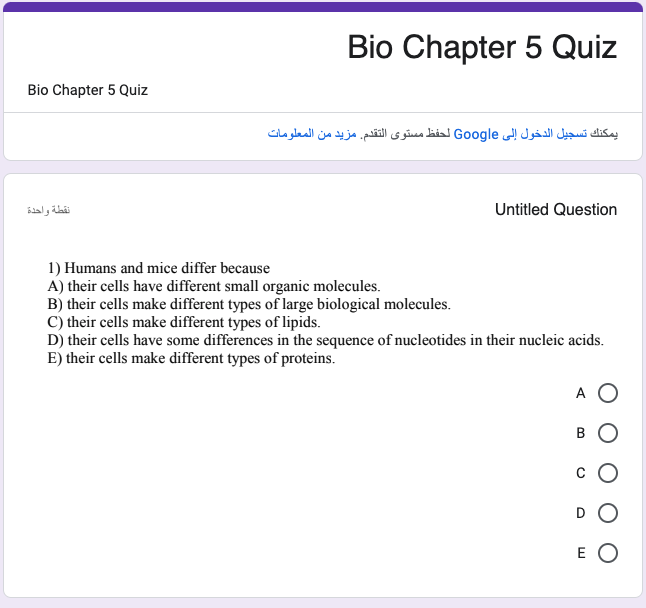 Bio Chapter 5 Quiz
Bio Chapter 5 Quiz
يمكنك تسجيل الدخول إلى Google لحفظ مستوى التقدم. مزيد من المعلومات
Untitled Question
نقطة واحدة
1) Humans and mice differ because
A) their cells have different small organic molecules.
B) their cells make different types of large biological molecules.
C) their cells make different types of lipids.
D) their cells have some differences in the sequence of nucleotides in their nucleic acids.
E) their cells make different types of proteins.
A
B
C
D
E